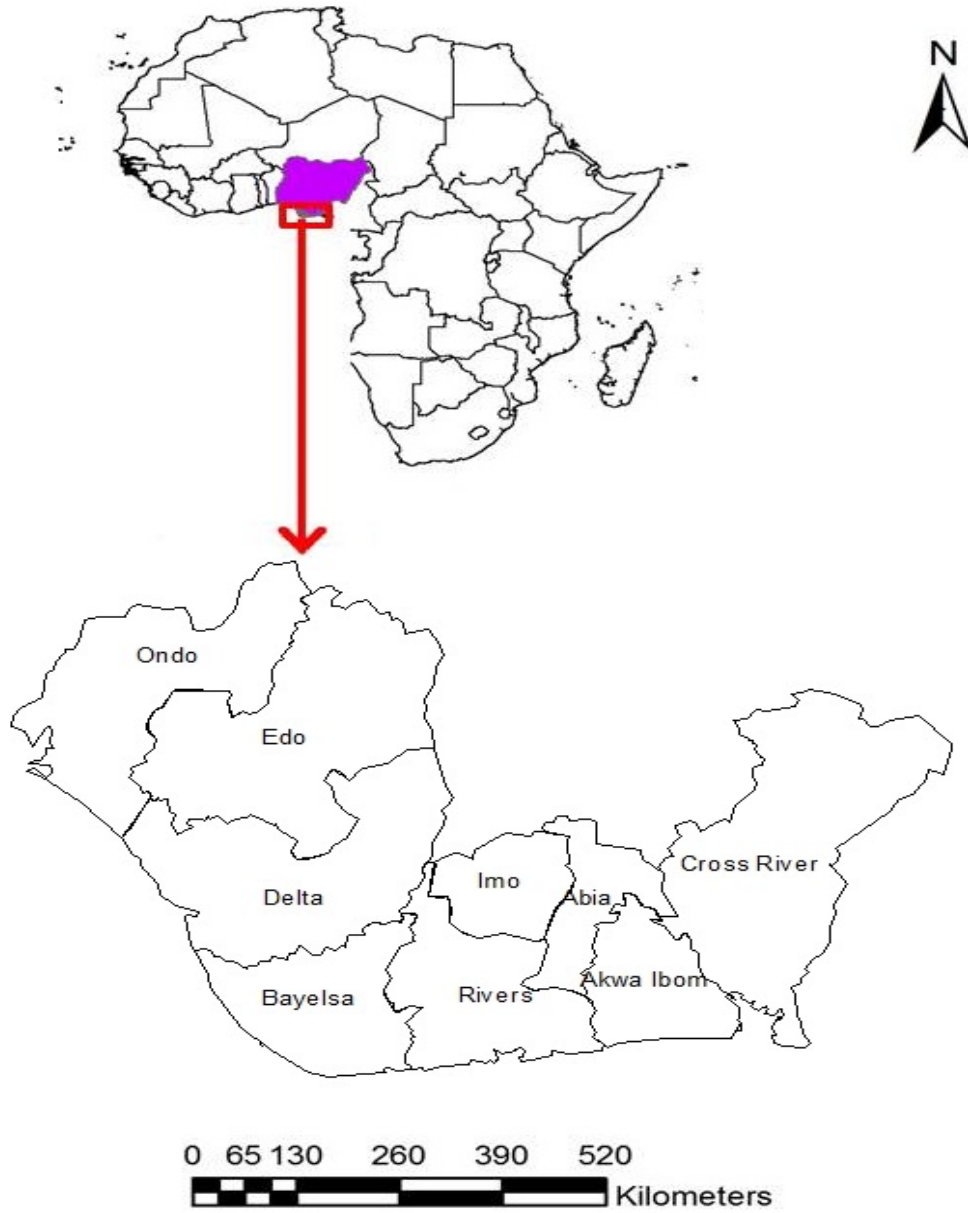 N
Ondo
Edo
Cross River
Imo
Abia
Delta
Akwa Ibom
Bayelsa
Rivers
0 65 130 260 390 520
Kilometers